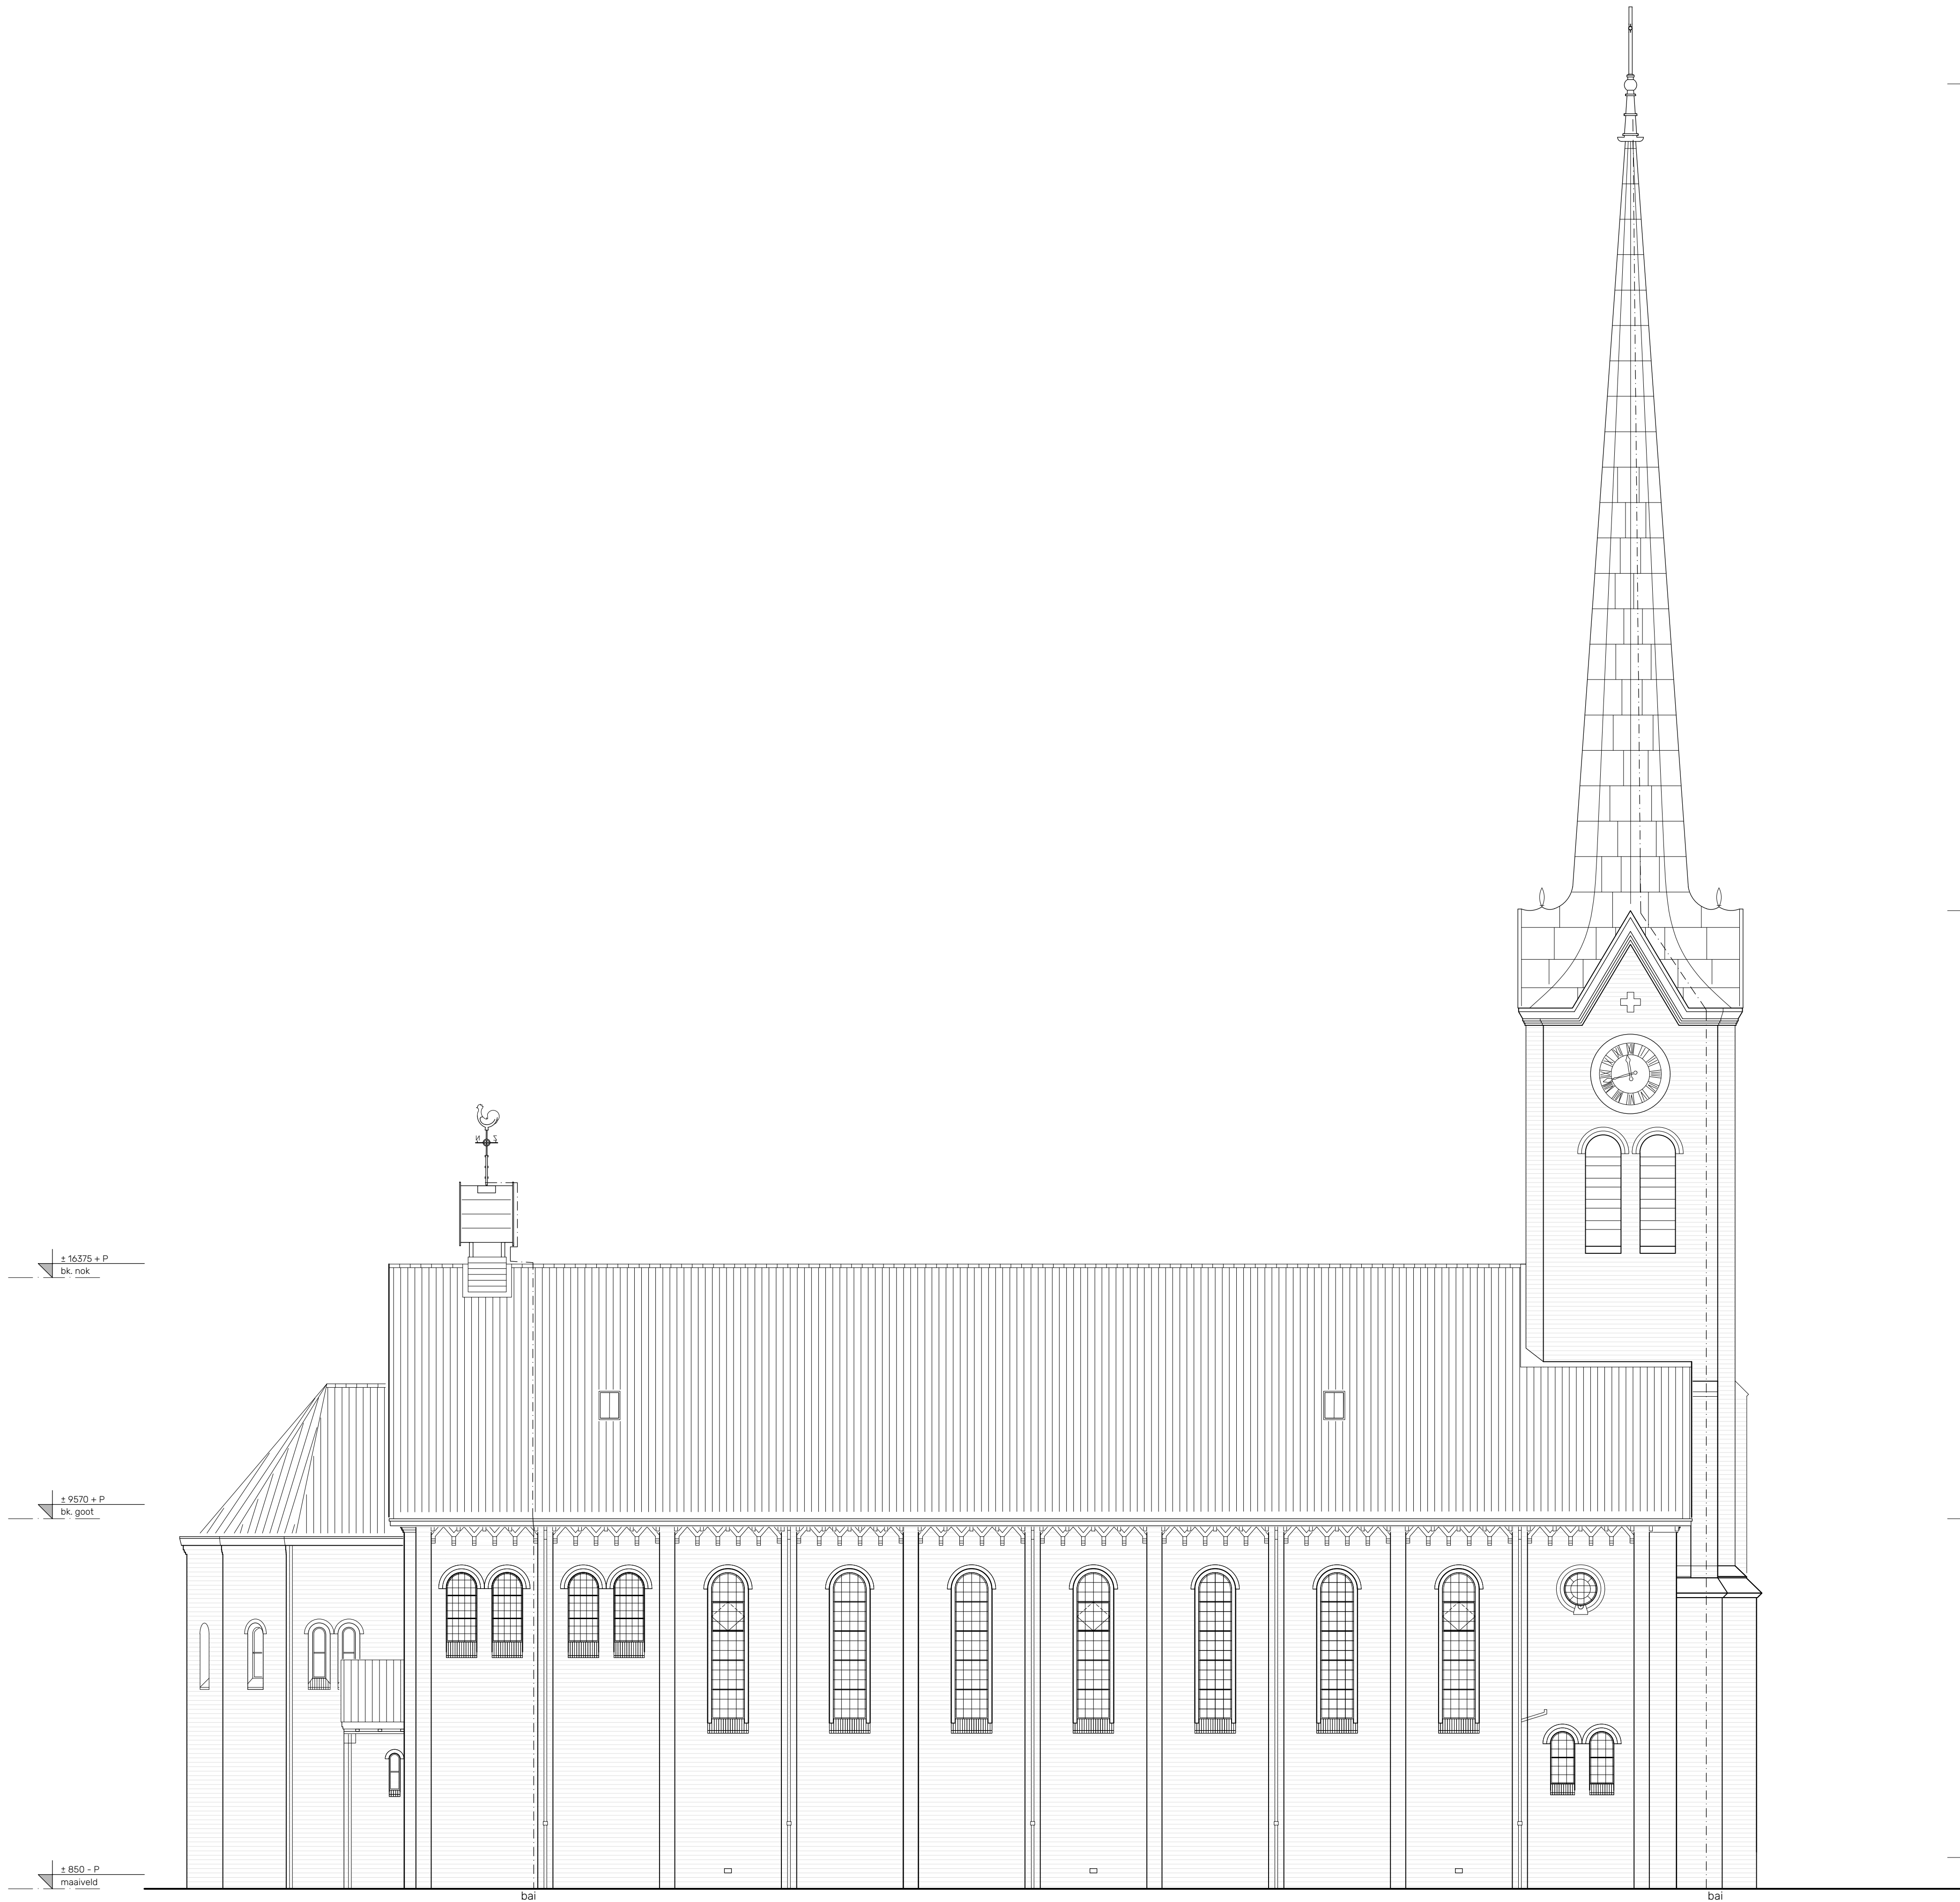 N Z
± 16375 + P
bk. nok
± 9570 + P
bk. goot
± 850 - P
maaiveld
bai bai